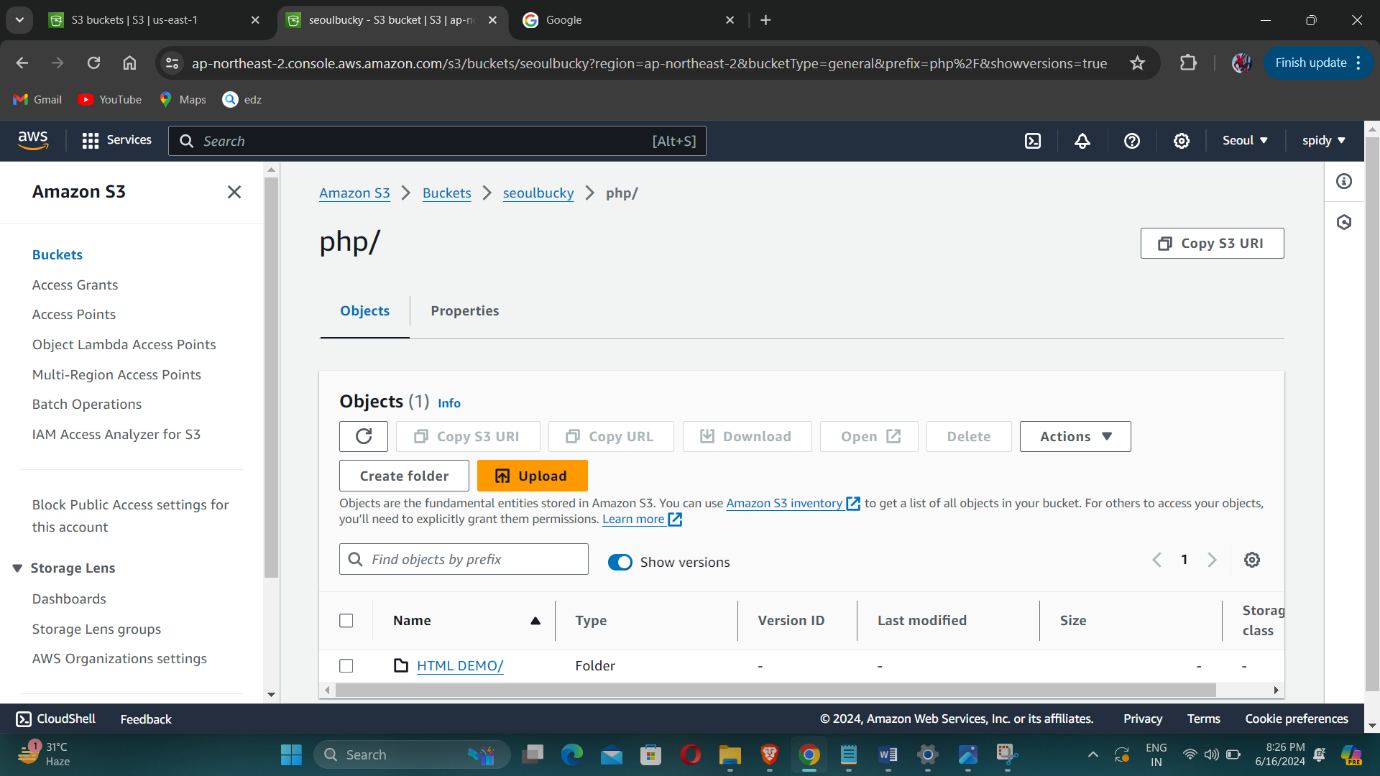 S3 buckets | S3 | us-east-1
seoulbucky - S3 bucket | S3 | ap-n
Google
ap-northeast-2.console.aws.amazon.com/s3/buckets/seoulbucky?region=ap-northeast-2&bucketType=general&prefix=php%2F&showversions=true
Finish update
Gmail YouTube Maps edz
aws Services Search [Alt+S] Seoul spidy
Amazon S3
Buckets
Access Grants
Access Points
Object Lambda Access Points
Multi-Region Access Points
Batch Operations
IAM Access Analyzer for S3
Block Public Access settings for
this account
Storage Lens
Dashboards
Storage Lens groups
AWS Organizations settings
Amazon S3 > Buckets > seoulbucky > php/
php/
Copy S3 URI
Objects Properties
Objects (1) Info
Copy S3 URI Copy URL Download Open Delete Actions
Create folder Upload
Objects are the fundamental entities stored in Amazon S3. You can use Amazon S3 inventory to get a list of all objects in your bucket. For others to access your objects,
you'll need to explicitly grant them permissions. Learn more
Find objects by prefix Show versions < 1 >
Name Type Version ID Last modified Size Storag
class
HTML DEMO/ Folder - - - -
CloudShell Feedback © 2024, Amazon Web Services, Inc. or its affiliates. Privacy Terms Cookie preferences
1
31°C
Haze
Search
ENG
IN
8:26 PM
6/16/2024
PRE